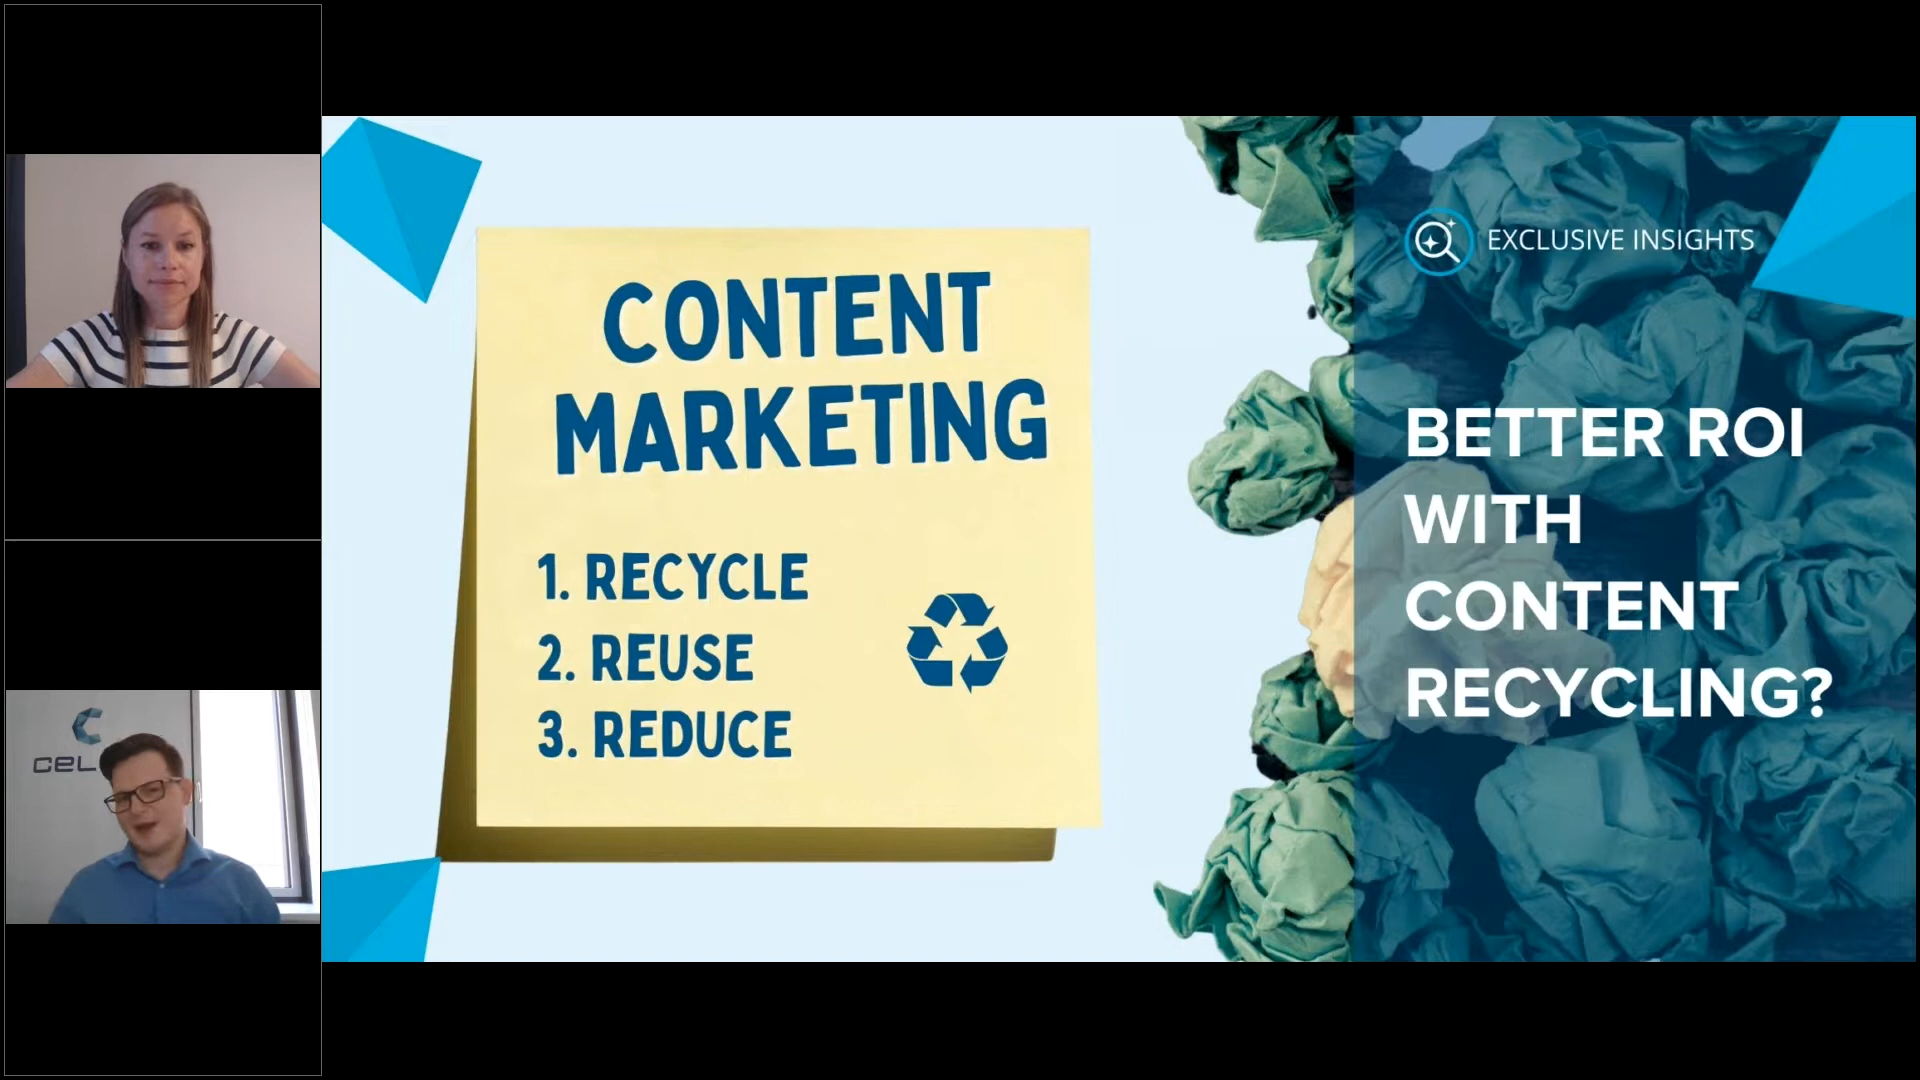 CONTENT
MARKETING
1. RECYCLE
2. REUSE
3. REDUCE
EXCLUSIVE INSIGHTS
BETTER ROI
WITH
CONTENT
RECYCLING?